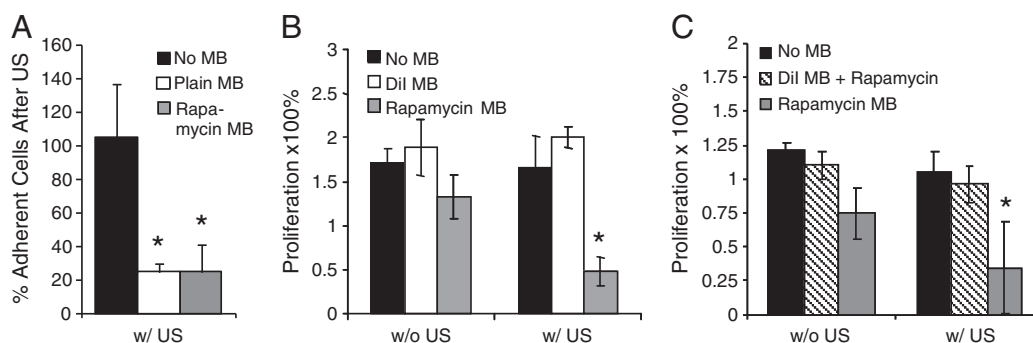 A
% Adherent Cells After US
160
140
120
100
80
60
40
20
0
No MB
Plain MB
Rapa-
mycin MB
*
*
w/ US
B
Proliferation x100%
3
2.5
2
1.5
1
0.5
0
No MB
DiI MB
Rapamycin MB
*
w/o US
w/ US
C
Proliferation x 100%
2
1.75
1.5
1.25
1
0.75
0.5
0.25
0
No MB
DiI MB + Rapamycin
Rapamycin MB
*
w/o US
w/ US